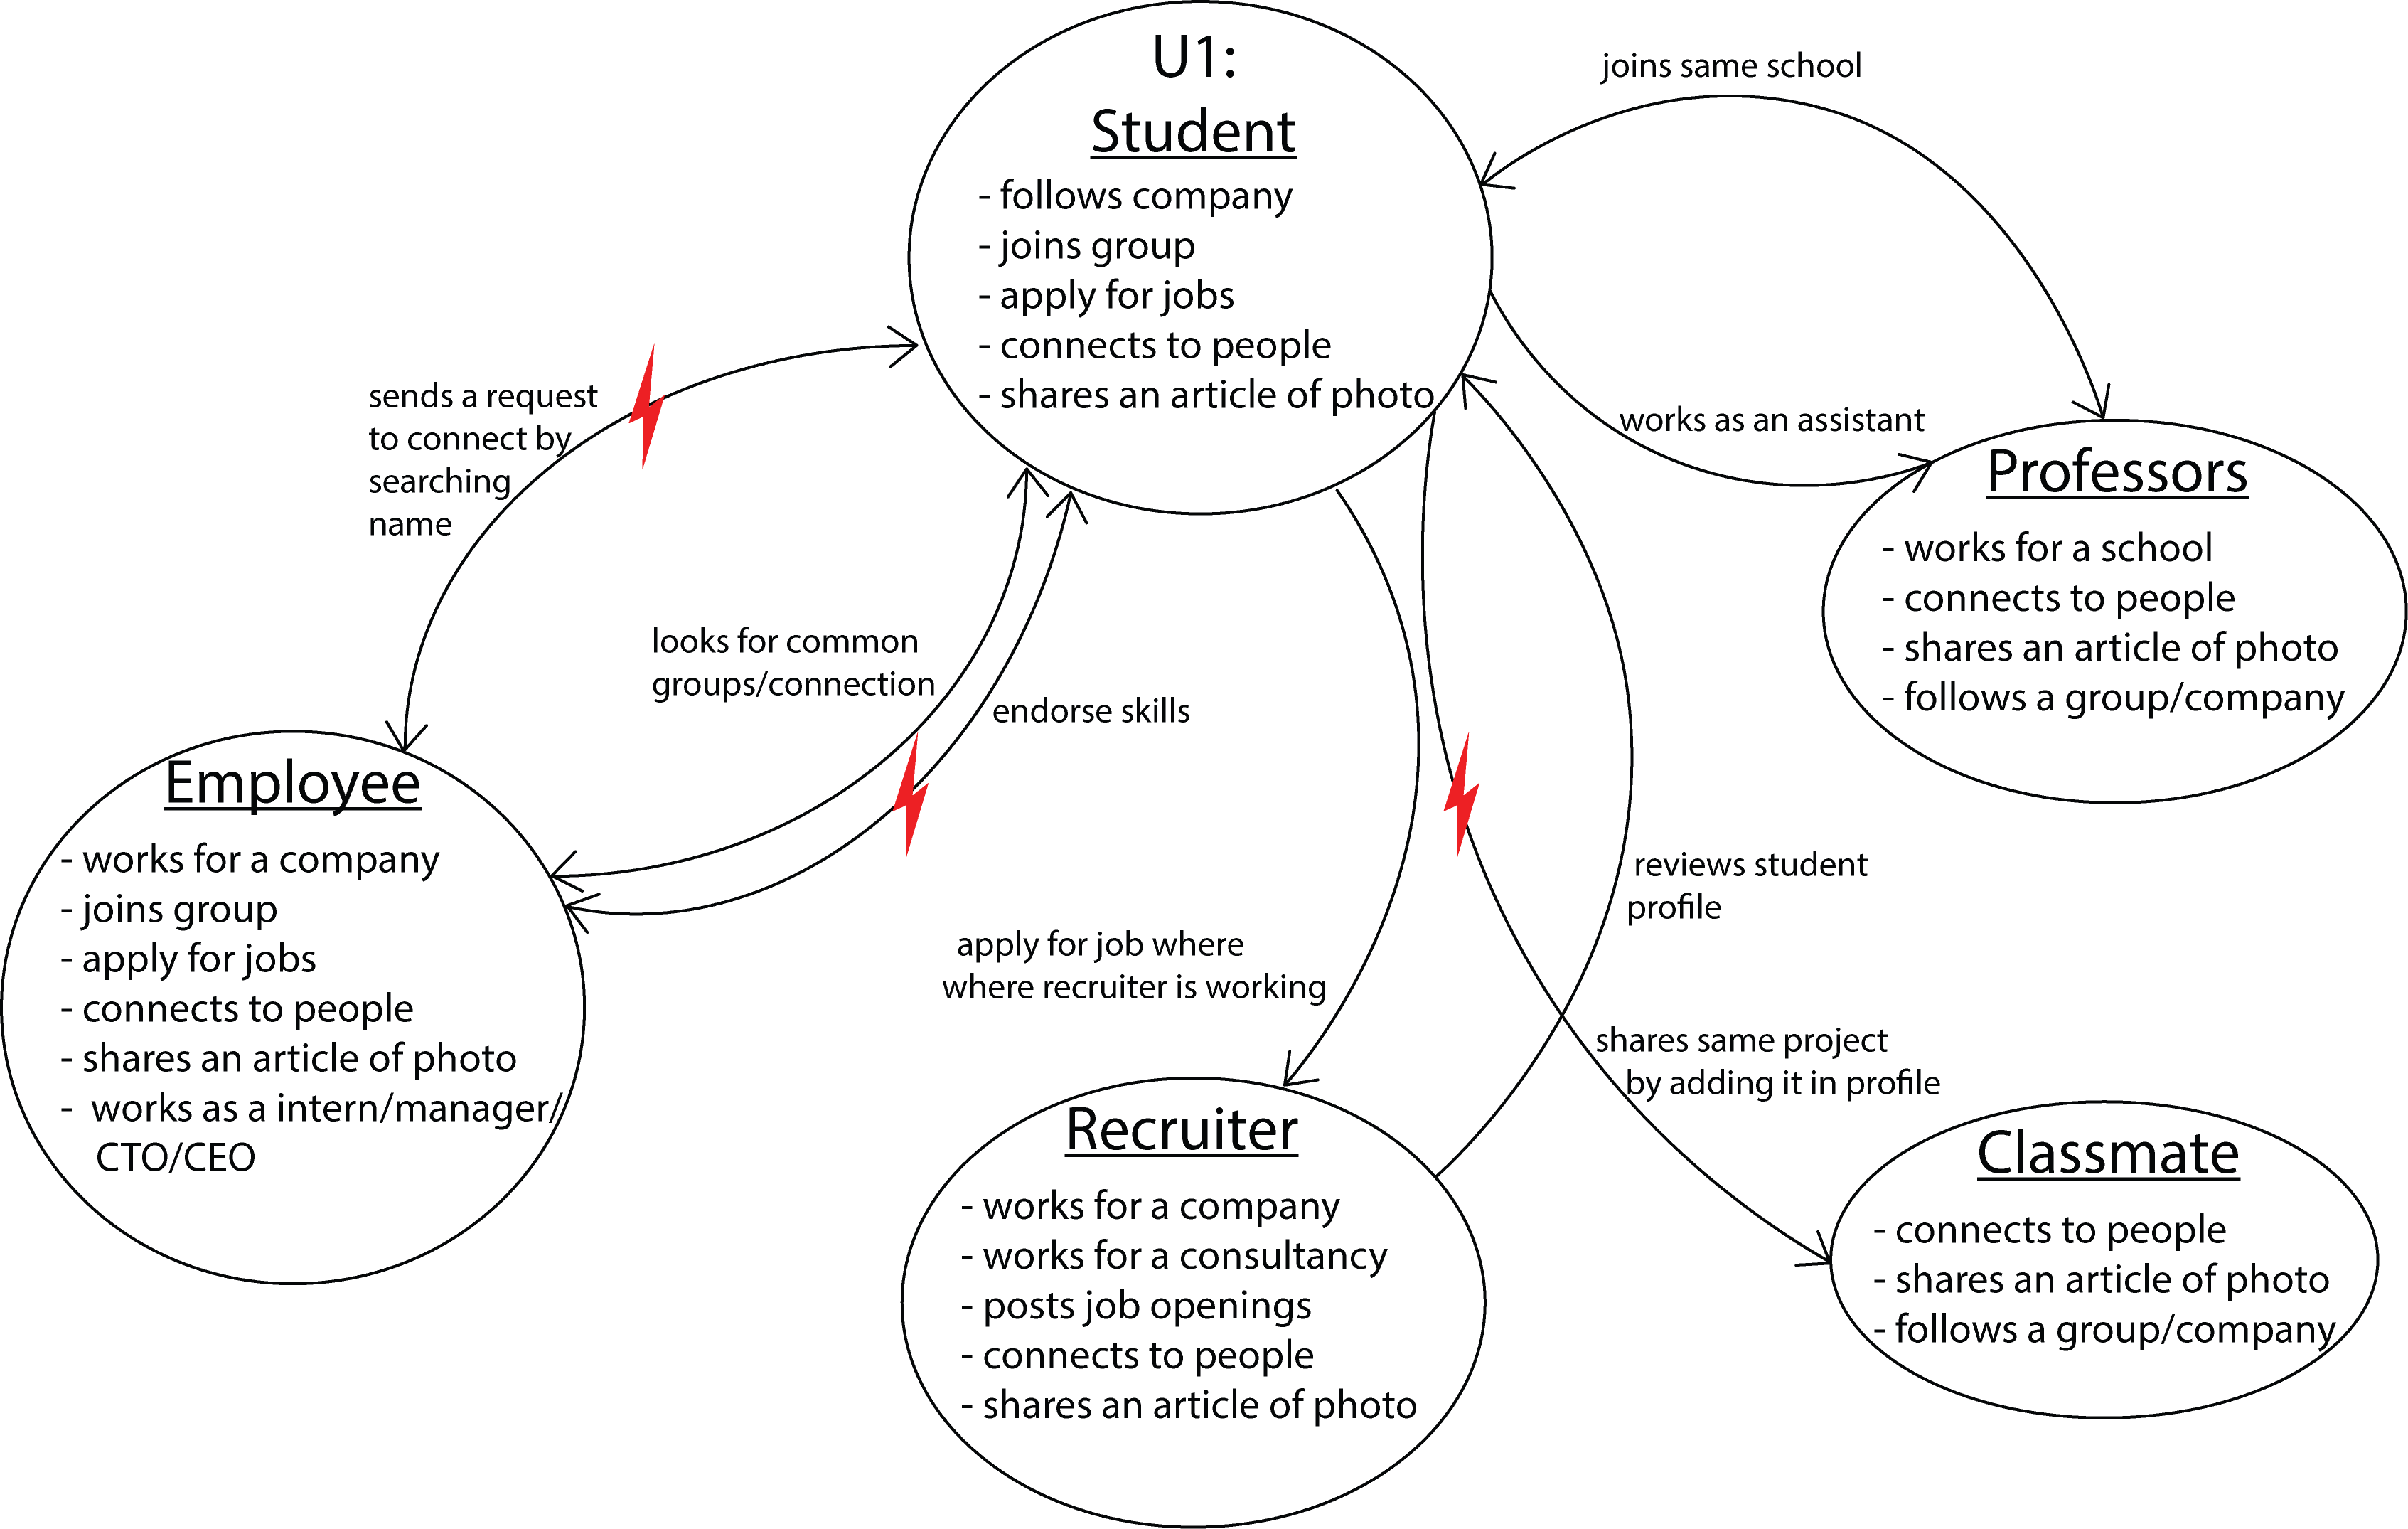 U1:
Student
- follows company
- joins group
- apply for jobs
- connects to people
- shares an article of photo
joins same school
works as an assistant
Professors
- works for a school
- connects to people
- shares an article of photo
- follows a group/company
sends a request
to connect by
searching
name
looks for common
groups/connection
endorse skills
Employee
- works for a company
- joins group
- apply for jobs
- connects to people
- shares an article of photo
- works as a intern/manager/
CTO/CEO
apply for job where
where recruiter is working
reviews student
profile
shares same project
by adding it in profile
Recruiter
- works for a company
- works for a consultancy
- posts job openings
- connects to people
- shares an article of photo
Classmate
- connects to people
- shares an article of photo
- follows a group/company